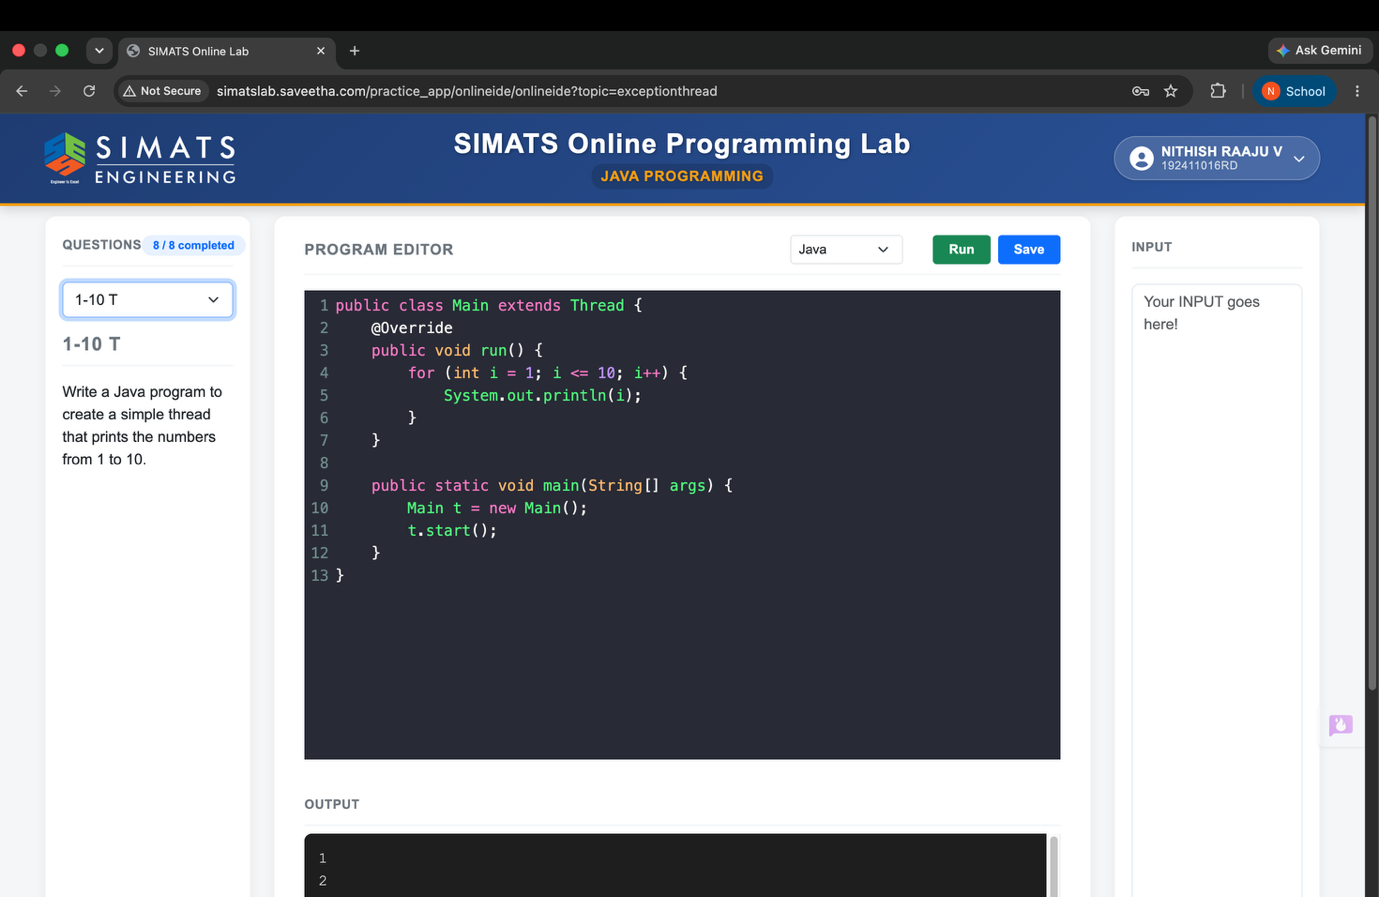 SIMATS Online Lab
Ask Gemini
Not Secure
simatslab.saveetha.com/practice_app/onlineide/onlineide?topic=exceptionthread
N School
SIMATS
ENGINEERING
Engineer to Excel
SIMATS Online Programming Lab
JAVA PROGRAMMING
NITHISH RAAJU V
192411016RD
QUESTIONS 8 / 8 completed
1-10 T
1-10 T
Write a Java program to
create a simple thread
that prints the numbers
from 1 to 10.
PROGRAM EDITOR
Java
Run
Save
1 public class Main extends Thread {
2     @Override
3     public void run() {
4         for (int i = 1; i <= 10; i++) {
5             System.out.println(i);
6         }
7     }
8
9     public static void main(String[] args) {
10         Main t = new Main();
11         t.start();
12     }
13 }
OUTPUT
1
2
INPUT
Your INPUT goes
here!